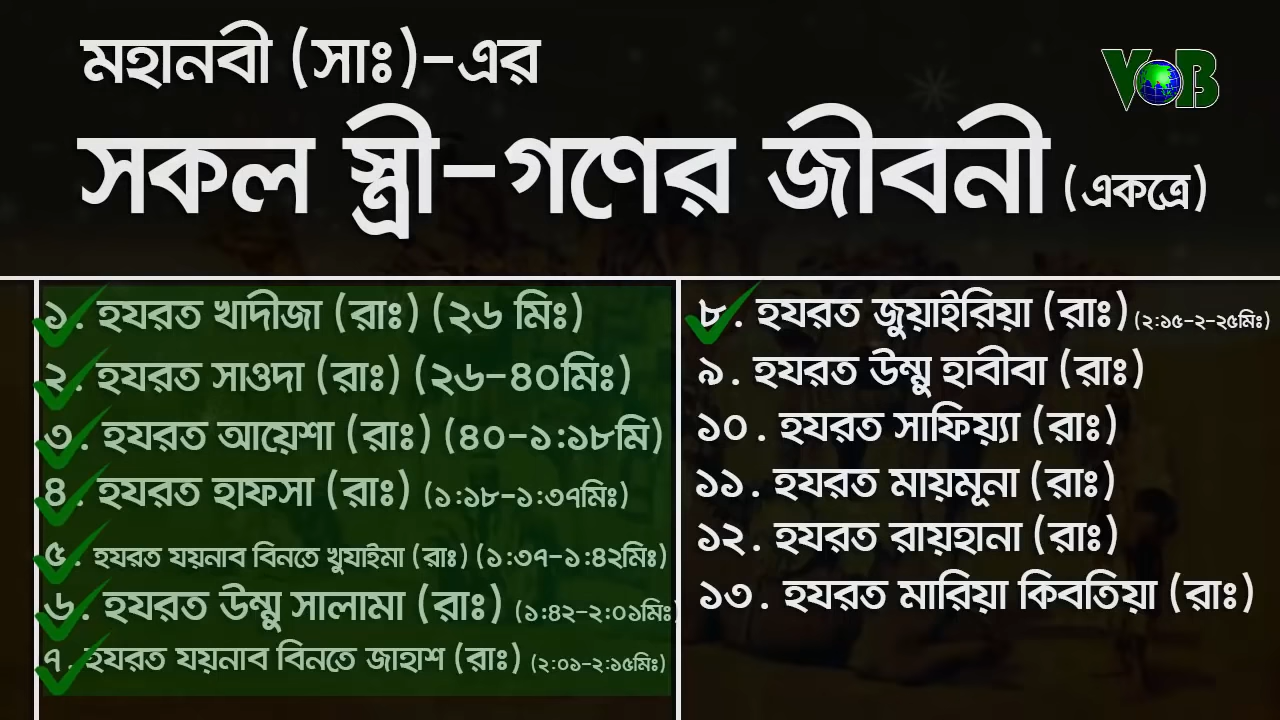 মহানবী (সাঃ)-এর
VOB
সকল স্ত্রী-গণের জীবনী (একত্রে)
১. হযরত খাদীজা (রাঃ) (২৬ মিঃ)
২. হযরত সাওদা (রাঃ) (২৬-৪০মিঃ)
৩. হযরত আয়েশা (রাঃ) (৪০-১:১৮মি)
৪. হযরত হাফসা (রাঃ) (১:১৮-১:৩৭মিঃ)
৫. হযরত যয়নাব বিনতে খুযাইমা (রাঃ) (১:৩৭-১:৪২মিঃ)
৬. হযরত উম্মু সালামা (রাঃ) (১:৪২-২:০১মিঃ)
৭. হযরত যয়নাব বিনতে জাহাশ (রাঃ) (২:০১-২:১৫মিঃ)
৮. হযরত জুয়াইরিয়া (রাঃ) (২:১৫-২-২৫মিঃ)
৯. হযরত উম্মু হাবীবা (রাঃ)
১০. হযরত সাফিয়্যা (রাঃ)
১১. হযরত মায়মূনা (রাঃ)
১২. হযরত রায়হানা (রাঃ)
১৩. হযরত মারিয়া কিবতিয়া (রাঃ)